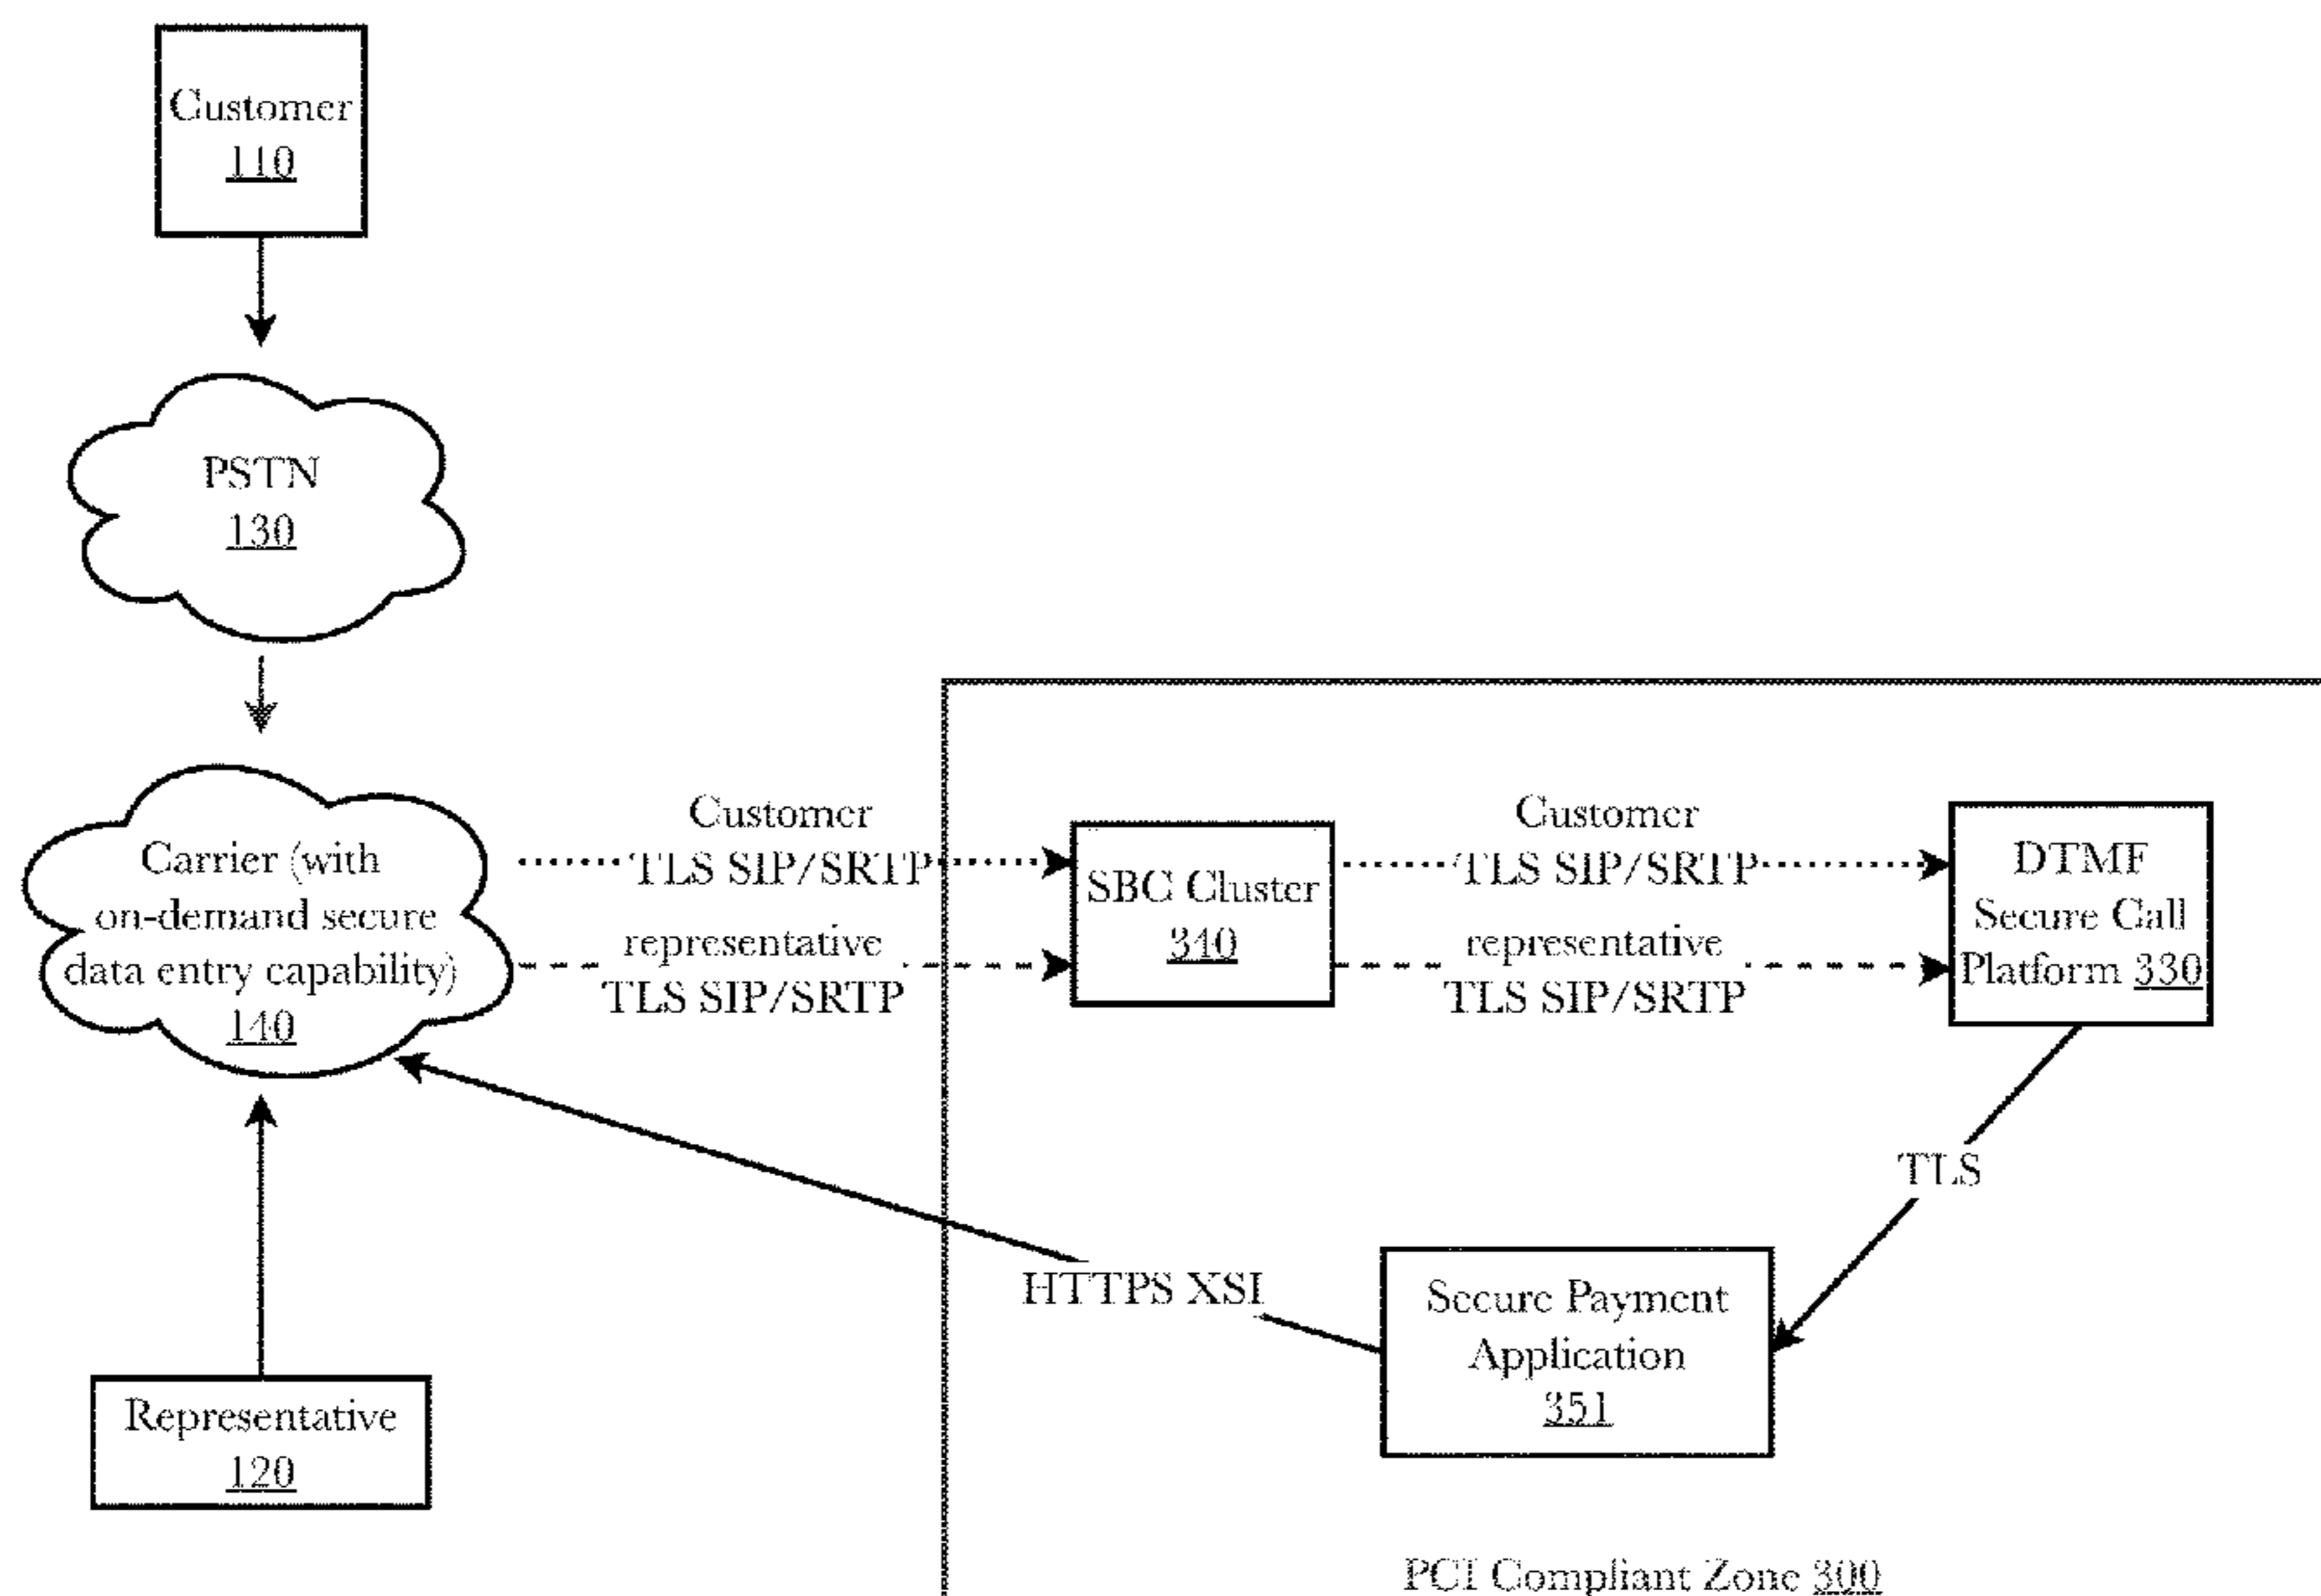 Customer
110
PSTN
130
Carrier (with
on-demand secure
data entry capability)
140
Customer
TLS SIP/SRTP
representative
TLS SIP/SRTP
SBC Cluster
340
Customer
TLS SIP/SRTP
representative
TLS SIP/SRTP
DTMF
Secure Call
Platform 330
TLS
HTTPS XSI
Secure Payment
Application
351
Representative
120
PCI Compliant Zone 300